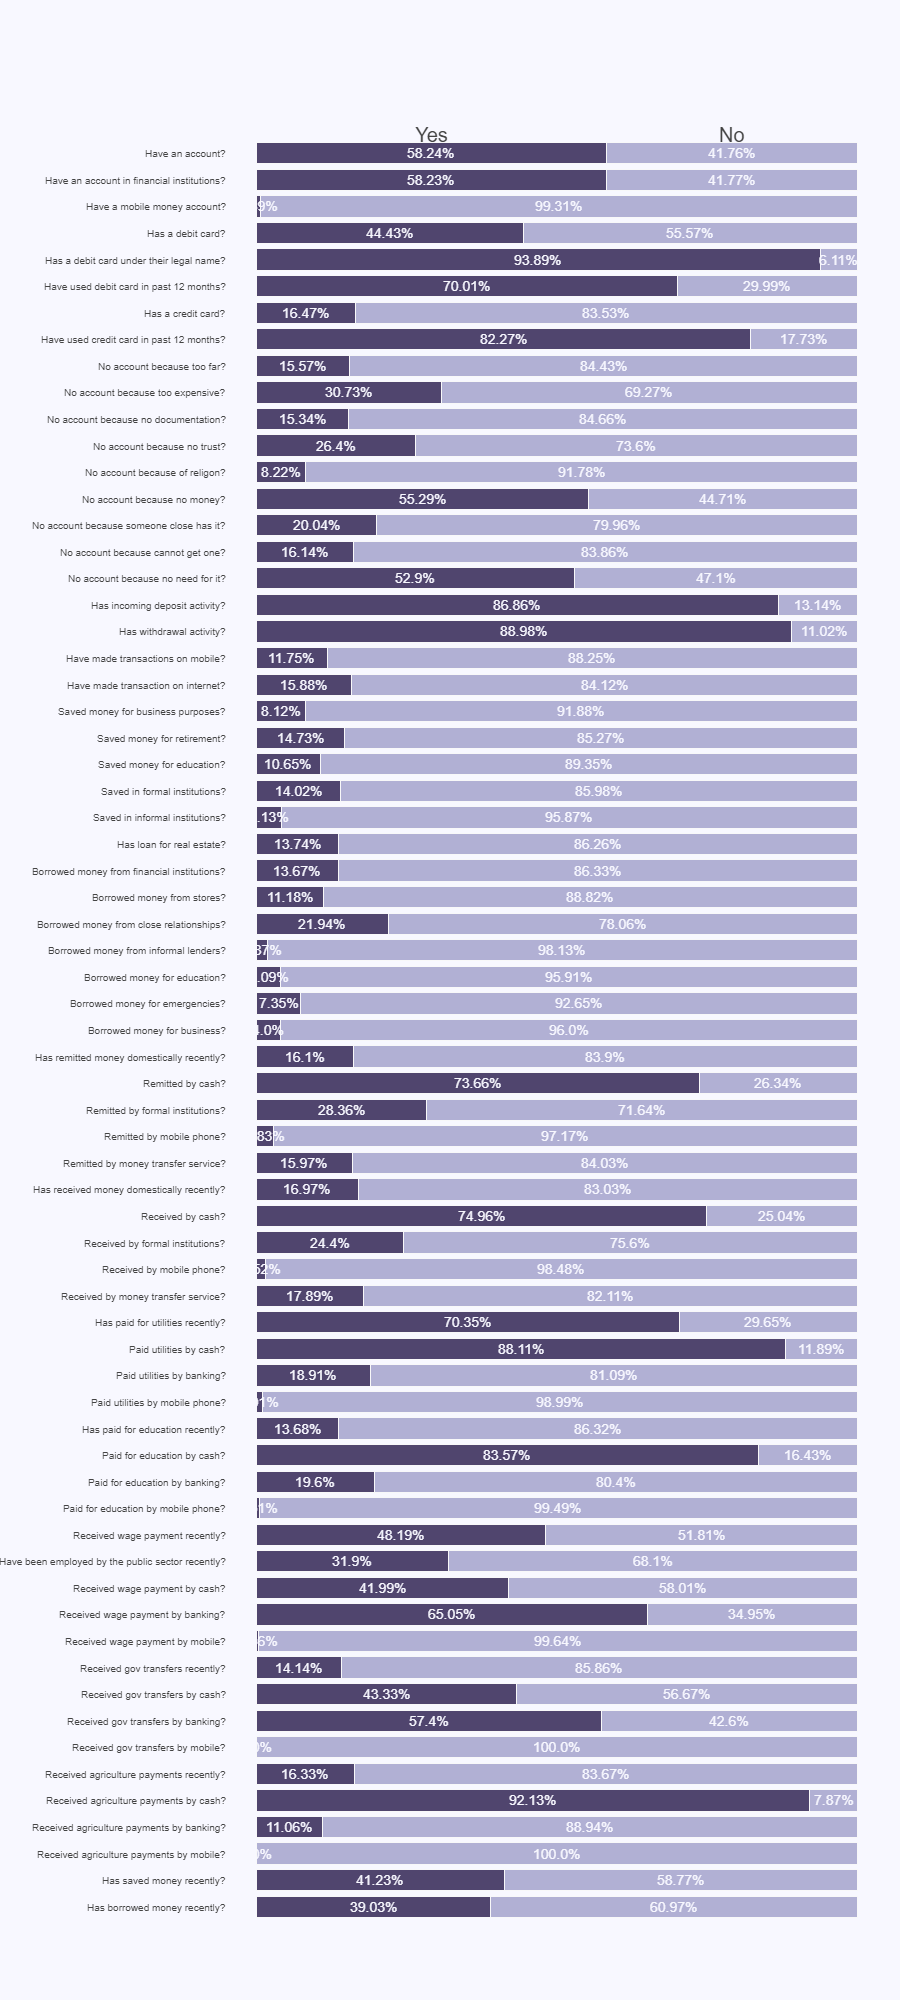 Yes No
Have an account? 58.24% 41.76%
Have an account in financial institutions? 58.23% 41.77%
Have a mobile money account? 9% 99.31%
Has a debit card? 44.43% 55.57%
Has a debit card under their legal name? 93.89% 6.11%
Have used debit card in past 12 months? 70.01% 29.99%
Has a credit card? 16.47% 83.53%
Have used credit card in past 12 months? 82.27% 17.73%
No account because too far? 15.57% 84.43%
No account because too expensive? 30.73% 69.27%
No account because no documentation? 15.34% 84.66%
No account because no trust? 26.4% 73.6%
No account because of religon? 8.22% 91.78%
No account because no money? 55.29% 44.71%
No account because someone close has it? 20.04% 79.96%
No account because cannot get one? 16.14% 83.86%
No account because no need for it? 52.9% 47.1%
Has incoming deposit activity? 86.86% 13.14%
Has withdrawal activity? 88.98% 11.02%
Have made transactions on mobile? 11.75% 88.25%
Have made transaction on internet? 15.88% 84.12%
Saved money for business purposes? 8.12% 91.88%
Saved money for retirement? 14.73% 85.27%
Saved money for education? 10.65% 89.35%
Saved in formal institutions? 14.02% 85.98%
Saved in informal institutions? .13% 95.87%
Has loan for real estate? 13.74% 86.26%
Borrowed money from financial institutions? 13.67% 86.33%
Borrowed money from stores? 11.18% 88.82%
Borrowed money from close relationships? 21.94% 78.06%
Borrowed money from informal lenders? 87% 98.13%
Borrowed money for education? .09% 95.91%
Borrowed money for emergencies? 7.35% 92.65%
Borrowed money for business? 4.0% 96.0%
Has remitted money domestically recently? 16.1% 83.9%
Remitted by cash? 73.66% 26.34%
Remitted by formal institutions? 28.36% 71.64%
Remitted by mobile phone? 83% 97.17%
Remitted by money transfer service? 15.97% 84.03%
Has received money domestically recently? 16.97% 83.03%
Received by cash? 74.96% 25.04%
Received by formal institutions? 24.4% 75.6%
Received by mobile phone? 52% 98.48%
Received by money transfer service? 17.89% 82.11%
Has paid for utilities recently? 70.35% 29.65%
Paid utilities by cash? 88.11% 11.89%
Paid utilities by banking? 18.91% 81.09%
Paid utilities by mobile phone? 1% 98.99%
Has paid for education recently? 13.68% 86.32%
Paid for education by cash? 83.57% 16.43%
Paid for education by banking? 19.6% 80.4%
Paid for education by mobile phone? 1% 99.49%
Received wage payment recently? 48.19% 51.81%
Have been employed by the public sector recently? 31.9% 68.1%
Received wage payment by cash? 41.99% 58.01%
Received wage payment by banking? 65.05% 34.95%
Received wage payment by mobile? 6% 99.64%
Received gov transfers recently? 14.14% 85.86%
Received gov transfers by cash? 43.33% 56.67%
Received gov transfers by banking? 57.4% 42.6%
Received gov transfers by mobile? % 100.0%
Received agriculture payments recently? 16.33% 83.67%
Received agriculture payments by cash? 92.13% 7.87%
Received agriculture payments by banking? 11.06% 88.94%
Received agriculture payments by mobile? % 100.0%
Has saved money recently? 41.23% 58.77%
Has borrowed money recently? 39.03% 60.97%